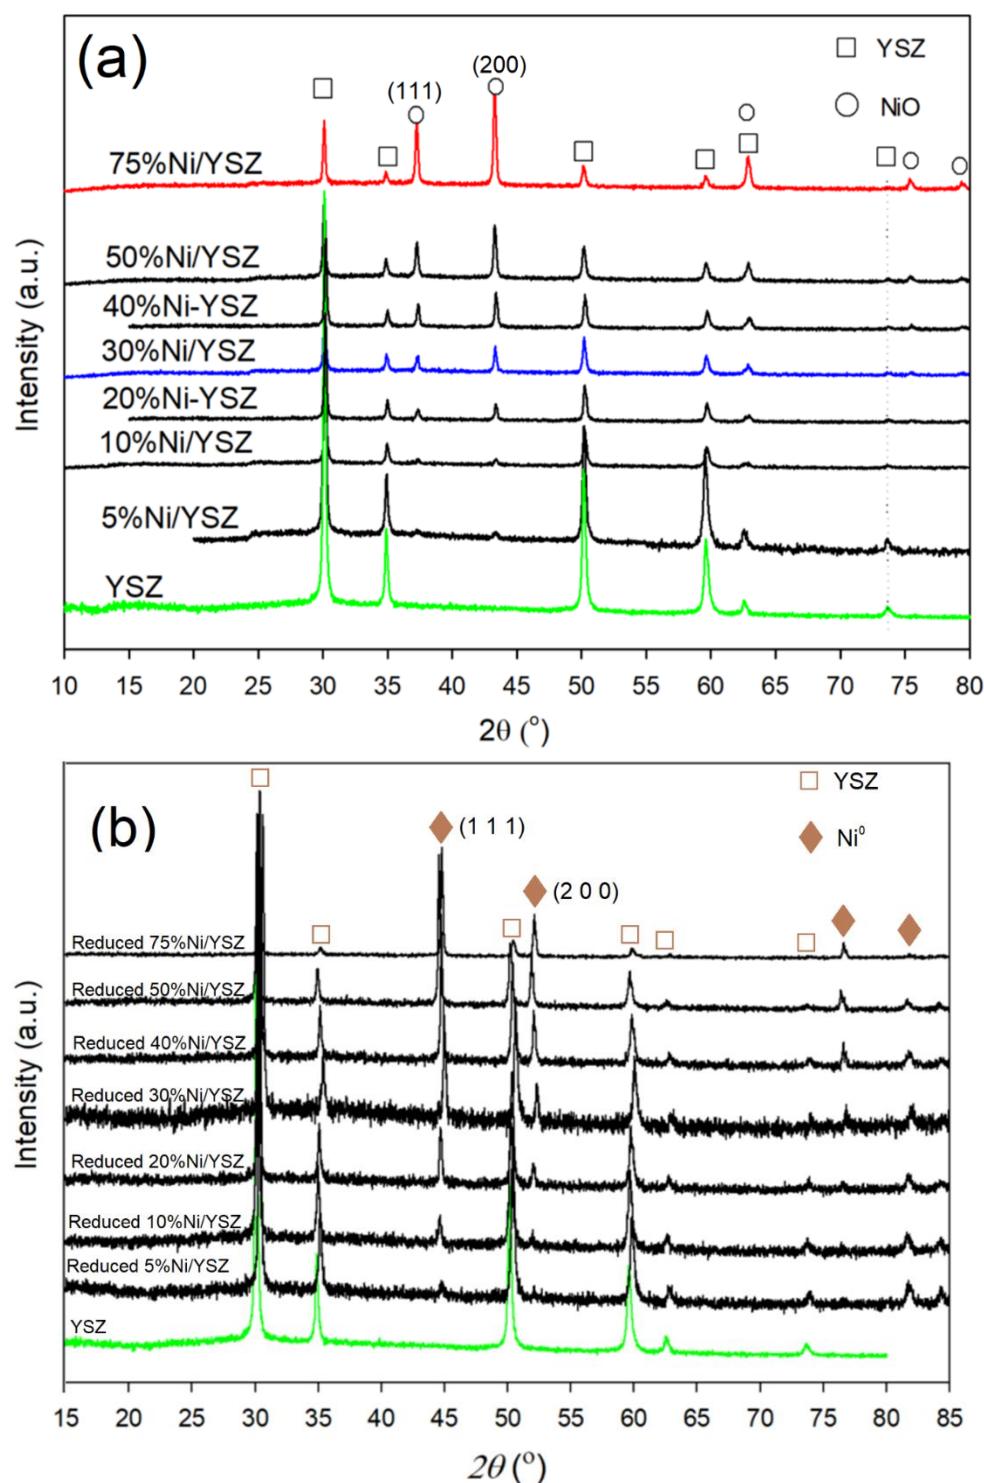 (a)
(200)
(111)
YSZ
NiO
75%Ni/YSZ
50%Ni/YSZ
40%Ni-YSZ
30%Ni/YSZ
20%Ni-YSZ
10%Ni/YSZ
5%Ni/YSZ
YSZ
Intensity (a.u.)
10 15 20 25 30 35 40 45 50 55 60 65 70 75 80
2θ (°)
(b)
YSZ
(1 1 1)
Ni⁰
(2 0 0)
Reduced 75%Ni/YSZ
Reduced 50%Ni/YSZ
Reduced 40%Ni/YSZ
Reduced 30%Ni/YSZ
Reduced 20%Ni/YSZ
Reduced 10%Ni/YSZ
Reduced 5%Ni/YSZ
YSZ
Intensity (a.u.)
15 20 25 30 35 40 45 50 55 60 65 70 75 80 85
2θ (°)